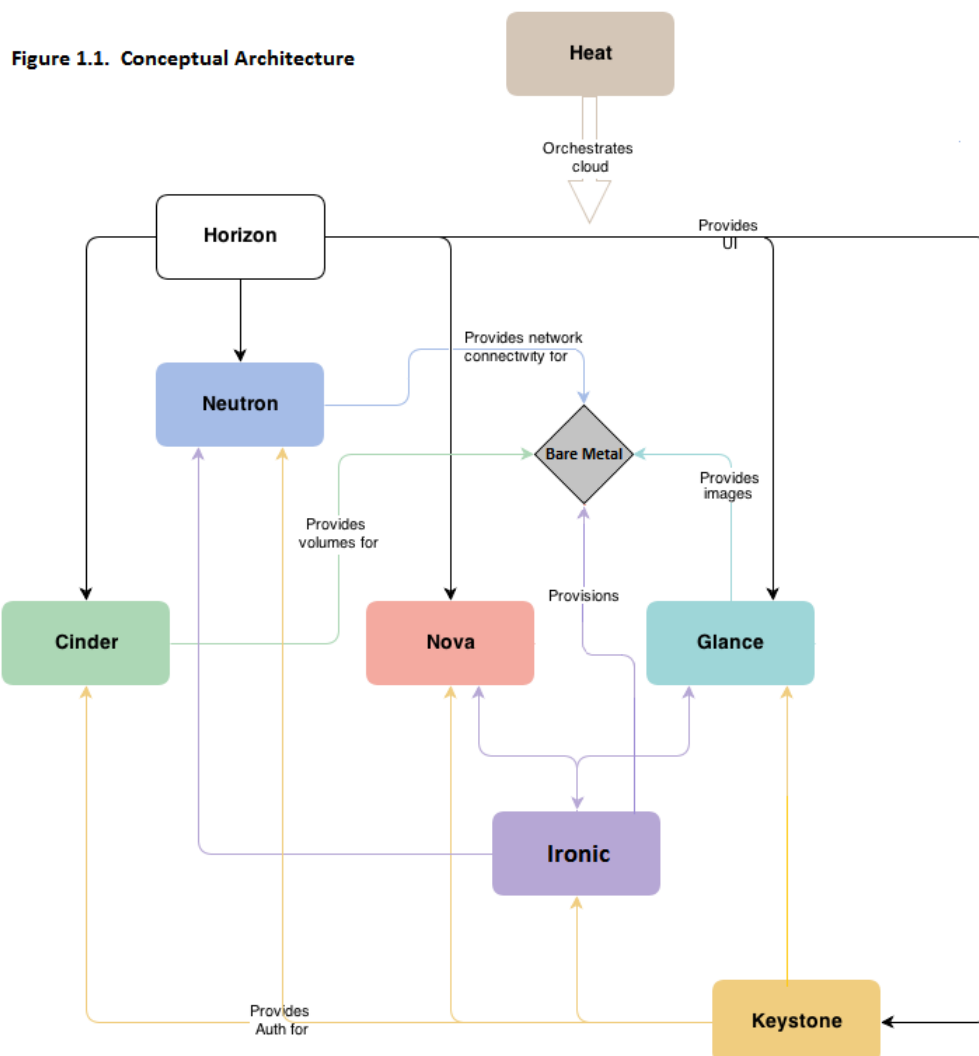 Figure 1.1.  Conceptual Architecture
Heat
Orchestrates
cloud
Horizon
Provides
UI
Provides network
connectivity for
Neutron
Bare Metal
Provides
images
Provides
volumes for
Provisions
Cinder
Nova
Glance
Ironic
Provides
Auth for
Keystone